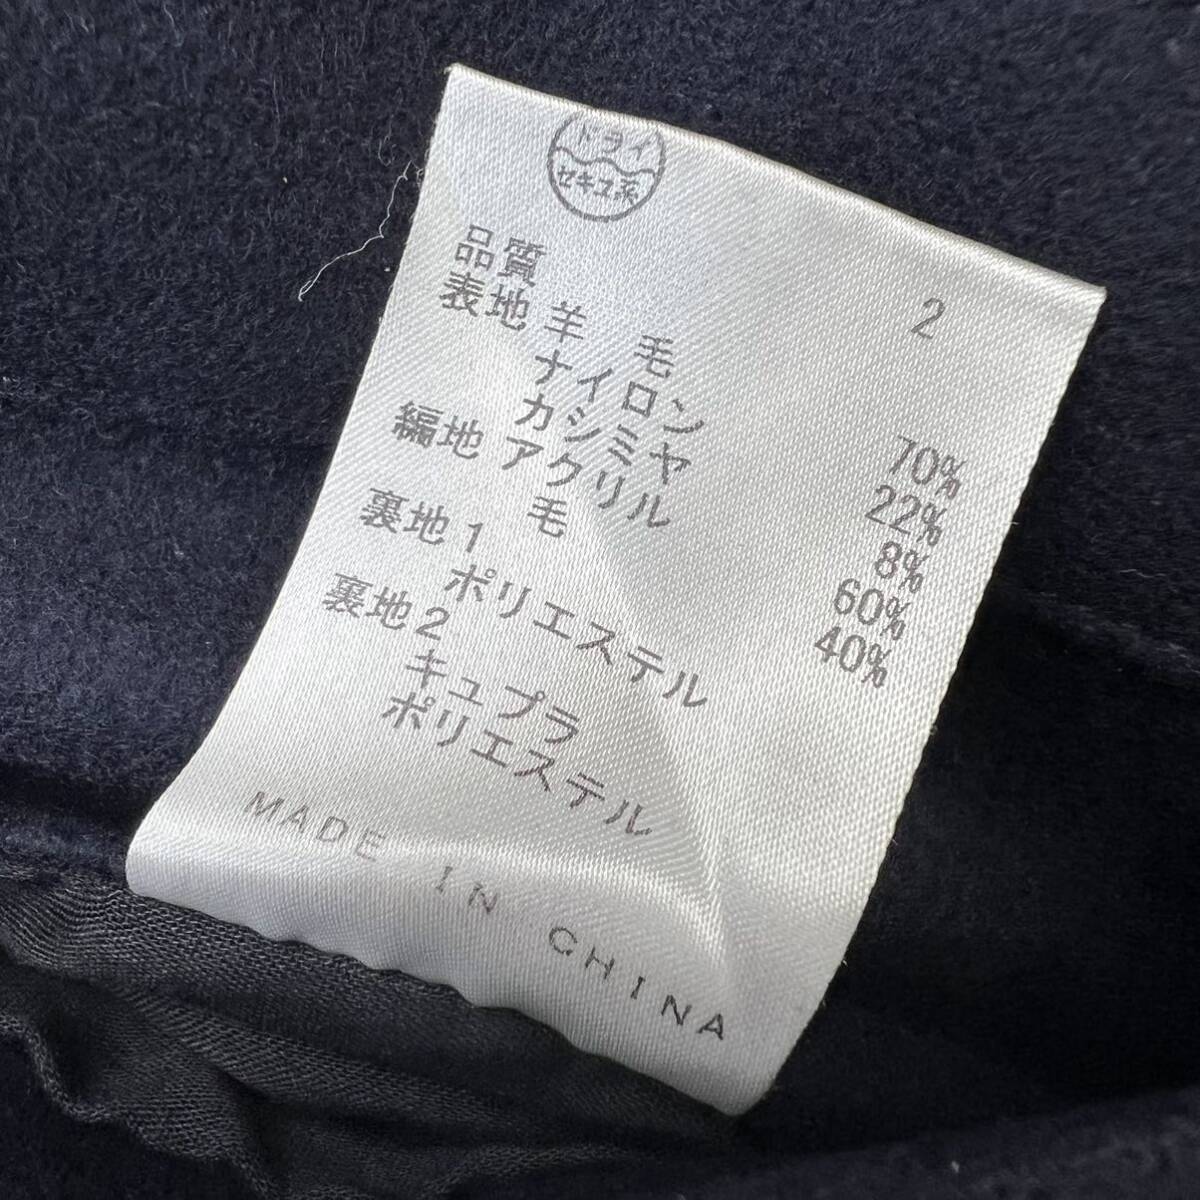 ドライ
セキユ系
2
品質
表地 羊 毛 70%
ナイロン 22%
カシミヤ 8%
編地 アクリル 60%
毛 40%
裏地1
ポリエステル
裏地2
キュプラ
ポリエステル
MADE IN CHINA